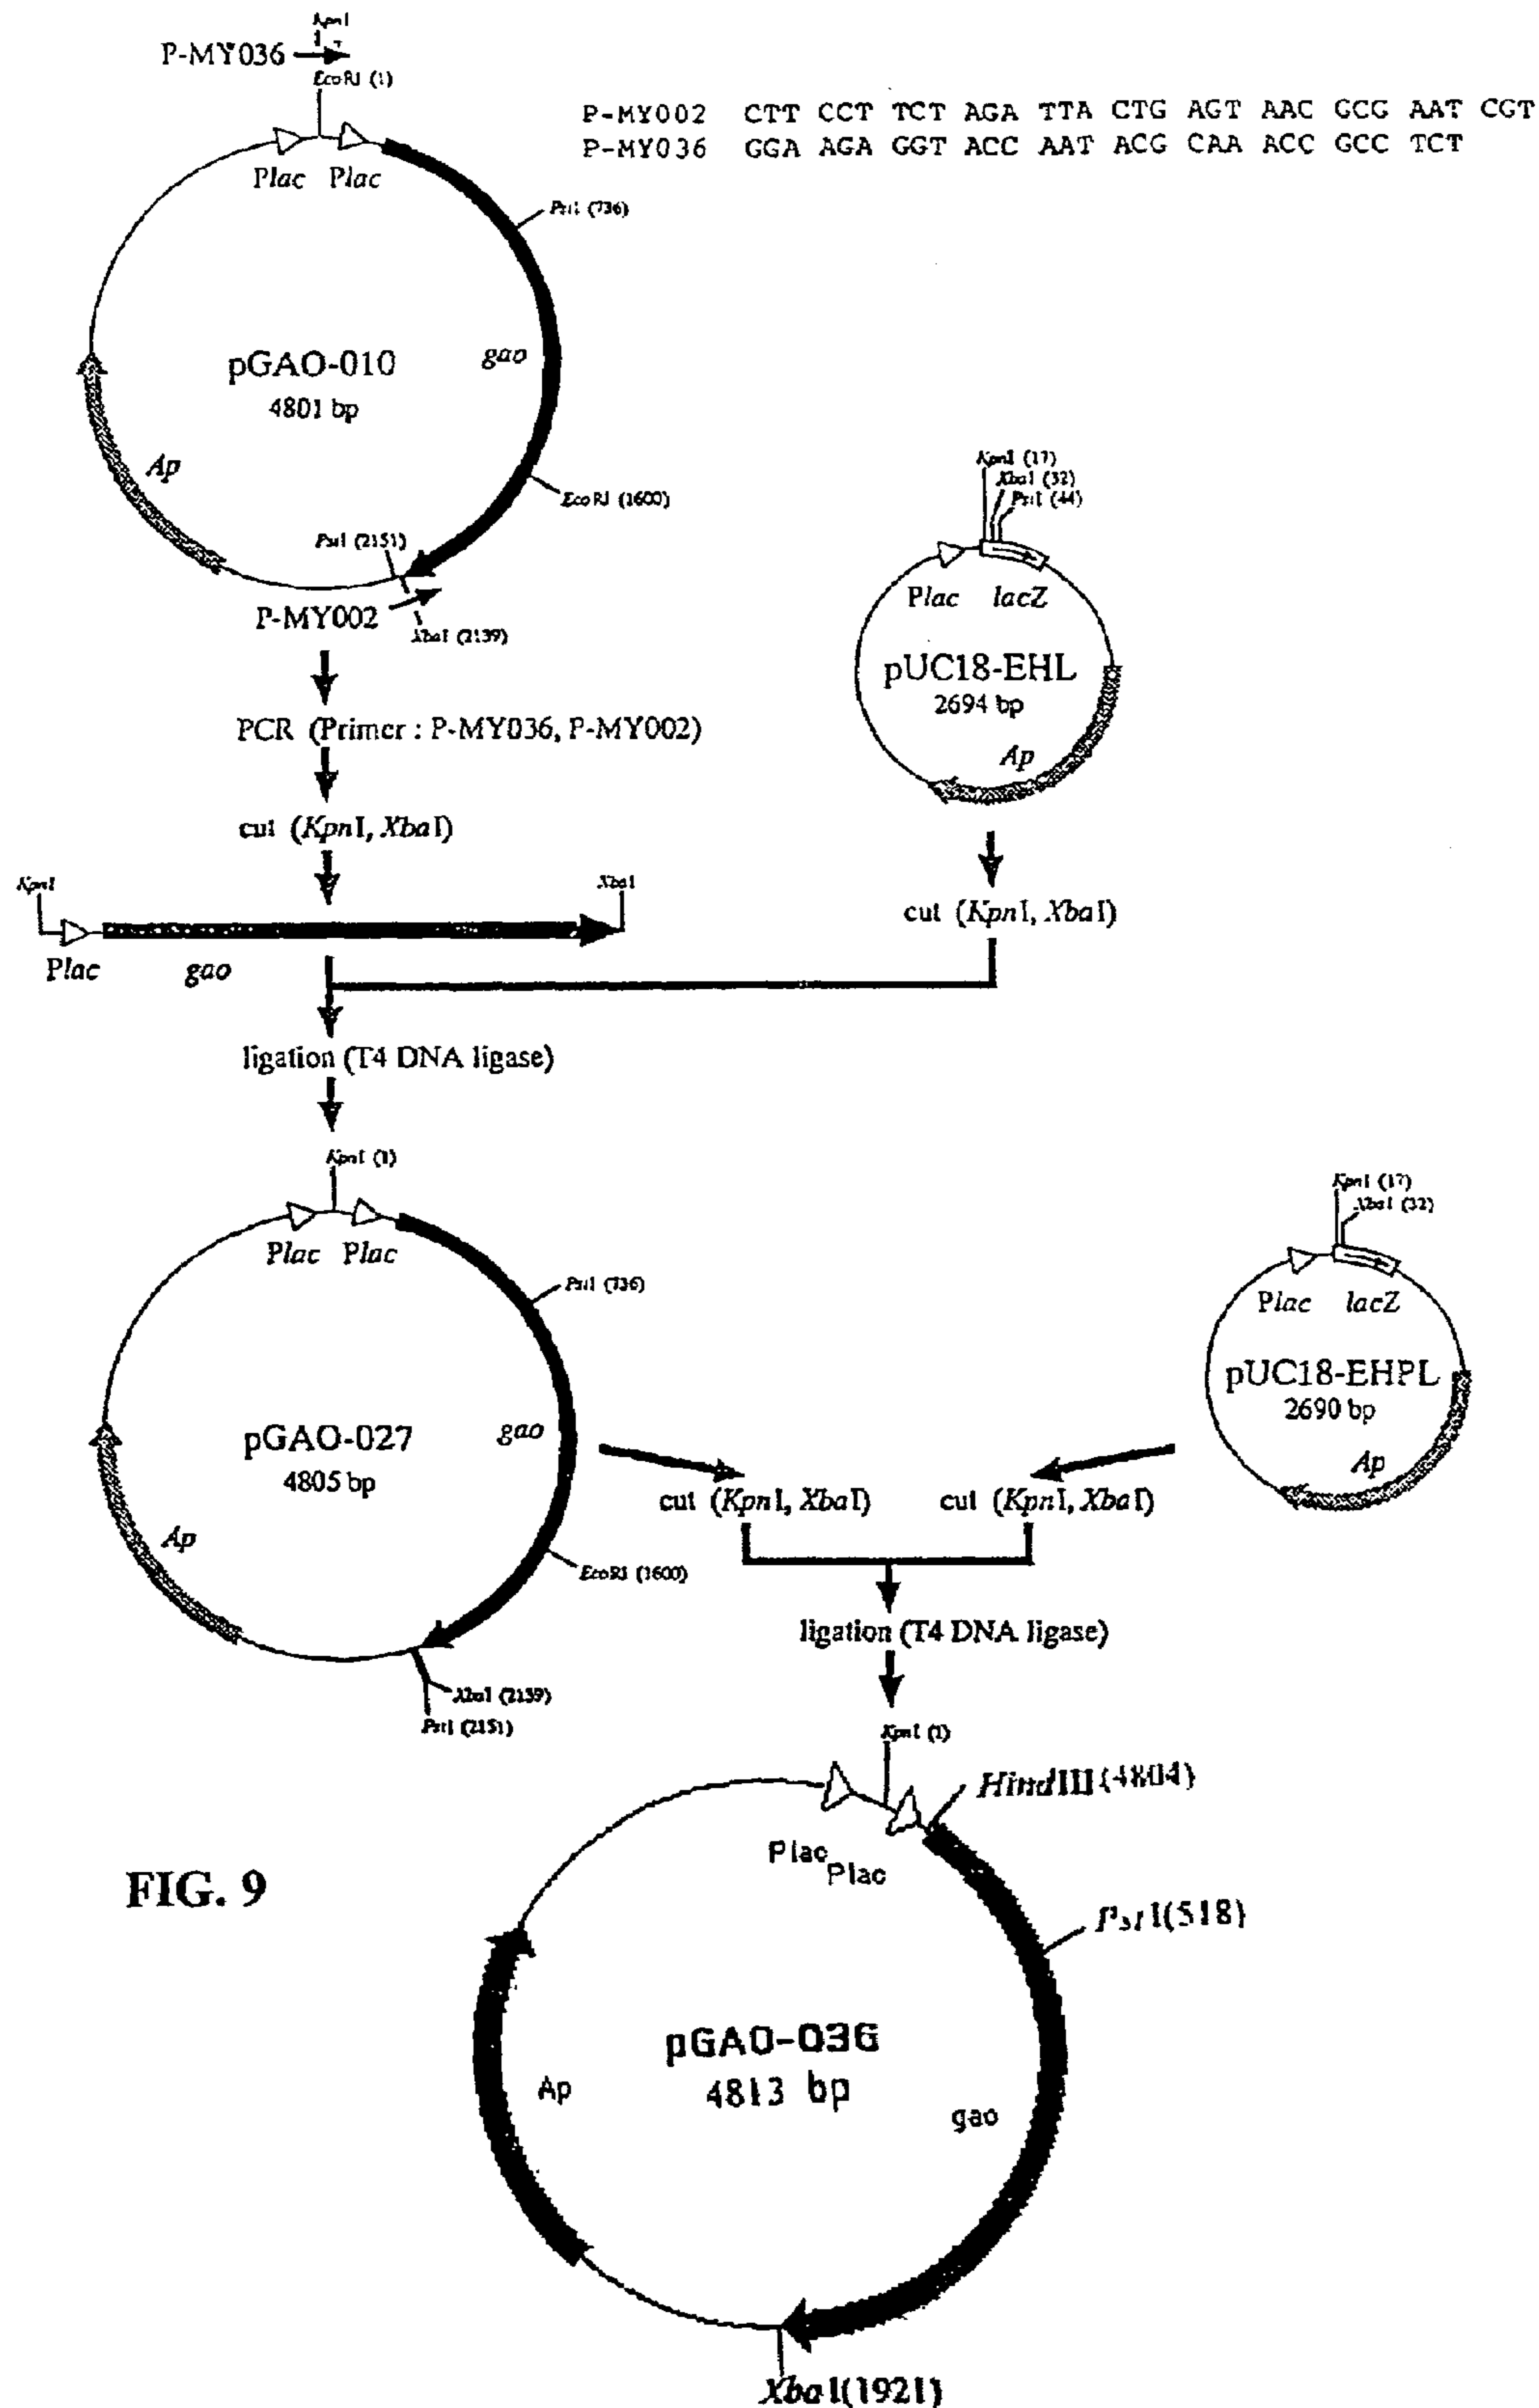 KpnI
P-MY036
EcoRI (1)
P-MY002 CTT CCT TCT AGA TTA CTG AGT AAC GCG AAT CGT
P-MY036 GGA AGA GGT ACC AAT ACG CAA ACC GCC TCT
Plac Plac
PstI (736)
pGAO-010
4801 bp
gao
Ap
EcoRI (1600)
PstI (2151)
P-MY002
XbaI (2139)
KpnI (17)
XbaI (32)
PstI (44)
Plac lacZ
pUC18-EHL
2694 bp
Ap
PCR (Primer : P-MY036, P-MY002)
cut (KpnI, XbaI)
cut (KpnI, XbaI)
KpnI
XbaI
Plac gao
ligation (T4 DNA ligase)
KpnI (1)
Plac Plac
PstI (736)
pGAO-027
4805 bp
gao
Ap
EcoRI (1600)
XbaI (2139)
PstI (2151)
KpnI (17)
XbaI (32)
Plac lacZ
pUC18-EHPL
2690 bp
Ap
cut (KpnI, XbaI) cut (KpnI, XbaI)
ligation (T4 DNA ligase)
KpnI (1)
HindIII(4804)
Plac
Plac
FIG. 9
PstI(518)
pGAO-036
4813 bp
Ap
gao
XbaI(1921)